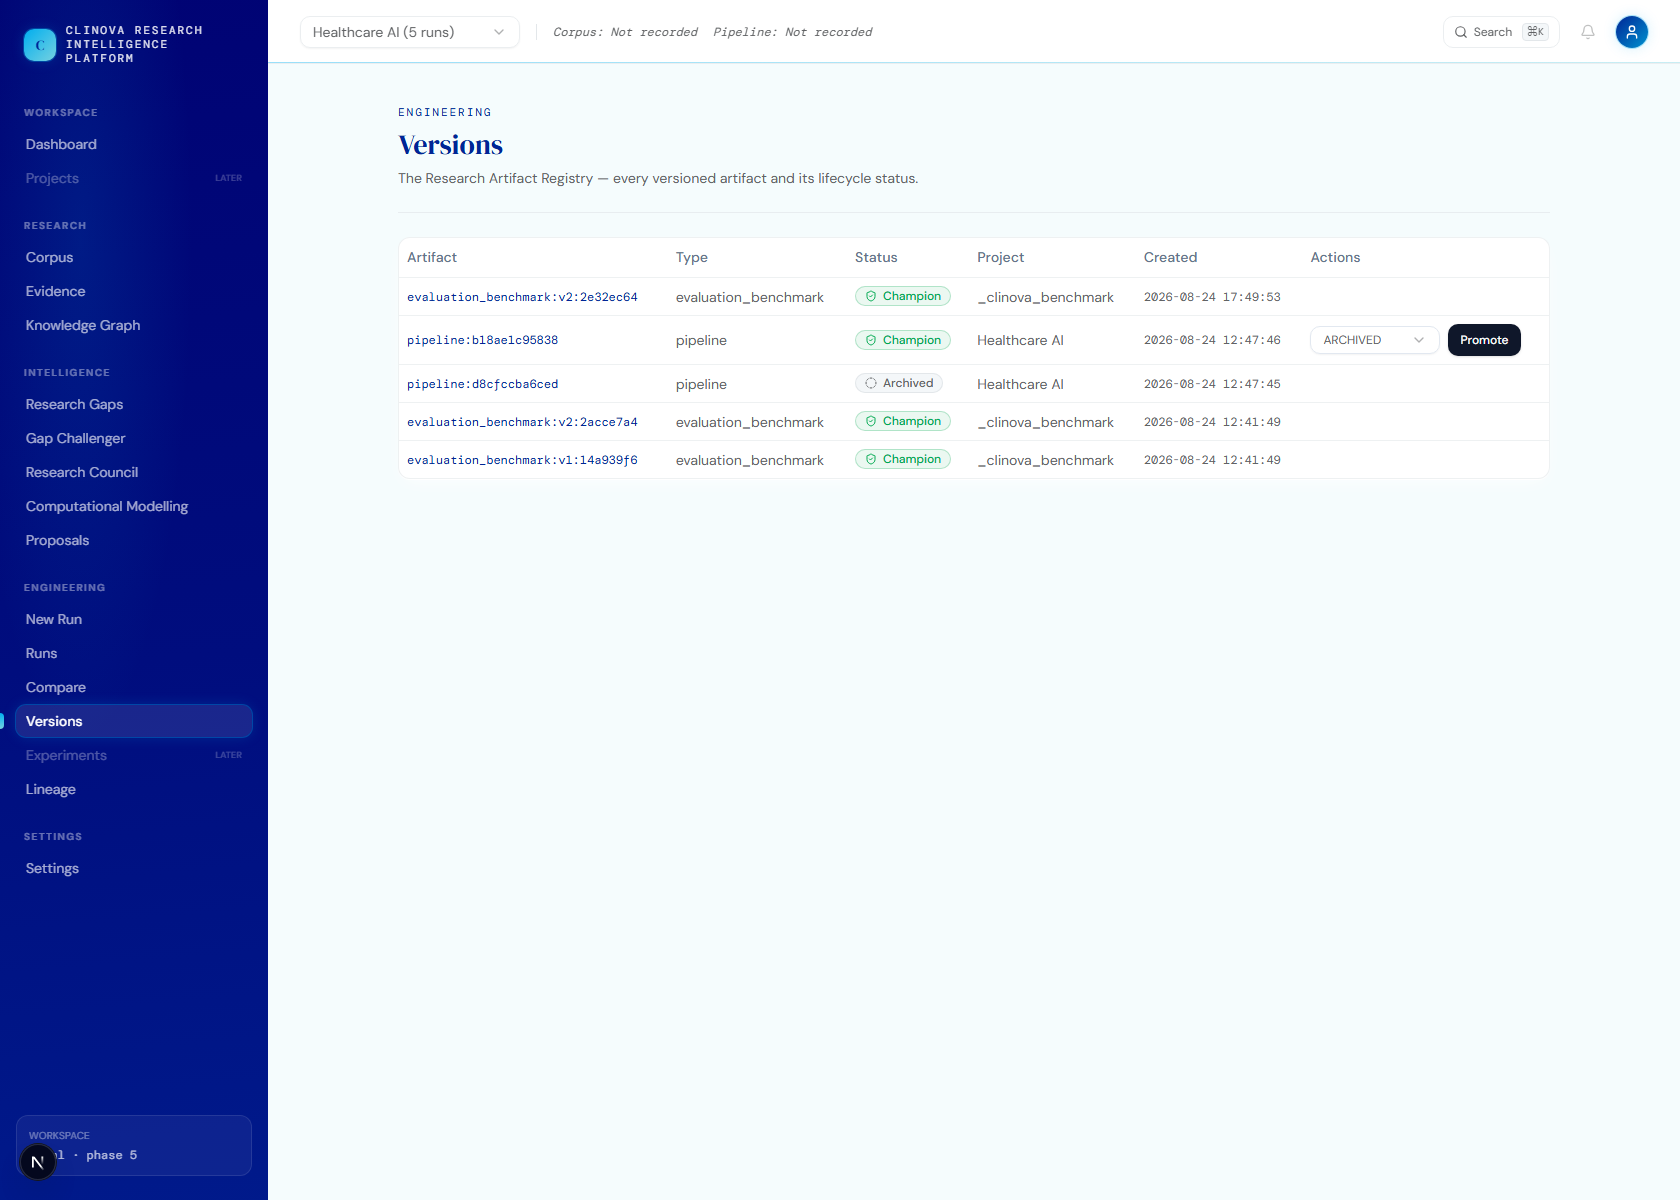 C
CLINOVA RESEARCH
INTELLIGENCE
PLATFORM
WORKSPACE
Dashboard
Projects LATER
RESEARCH
Corpus
Evidence
Knowledge Graph
INTELLIGENCE
Research Gaps
Gap Challenger
Research Council
Computational Modelling
Proposals
ENGINEERING
New Run
Runs
Compare
Versions
Experiments LATER
Lineage
SETTINGS
Settings
WORKSPACE
· phase 5
N
Healthcare AI (5 runs) Corpus: Not recorded Pipeline: Not recorded Search ⌘K
ENGINEERING
Versions
The Research Artifact Registry — every versioned artifact and its lifecycle status.
Artifact Type Status Project Created Actions
evaluation_benchmark:v2:2e32ec64 evaluation_benchmark Champion _clinova_benchmark 2026-08-24 17:49:53
pipeline:b18ae1c95838 pipeline Champion Healthcare AI 2026-08-24 12:47:46 ARCHIVED Promote
pipeline:d8cfccba6ced pipeline Archived Healthcare AI 2026-08-24 12:47:45
evaluation_benchmark:v2:2acce7a4 evaluation_benchmark Champion _clinova_benchmark 2026-08-24 12:41:49
evaluation_benchmark:v1:14a939f6 evaluation_benchmark Champion _clinova_benchmark 2026-08-24 12:41:49